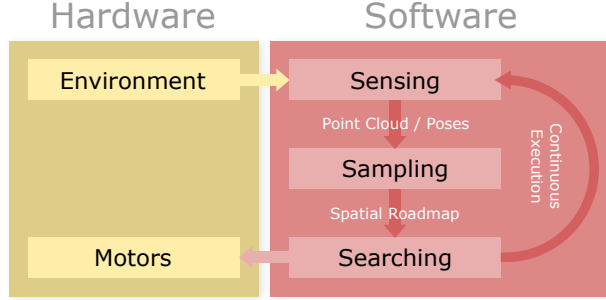 Hardware
Software
Environment
Sensing
Point Cloud / Poses
Sampling
Continuous
Execution
Spatial Roadmap
Motors
Searching